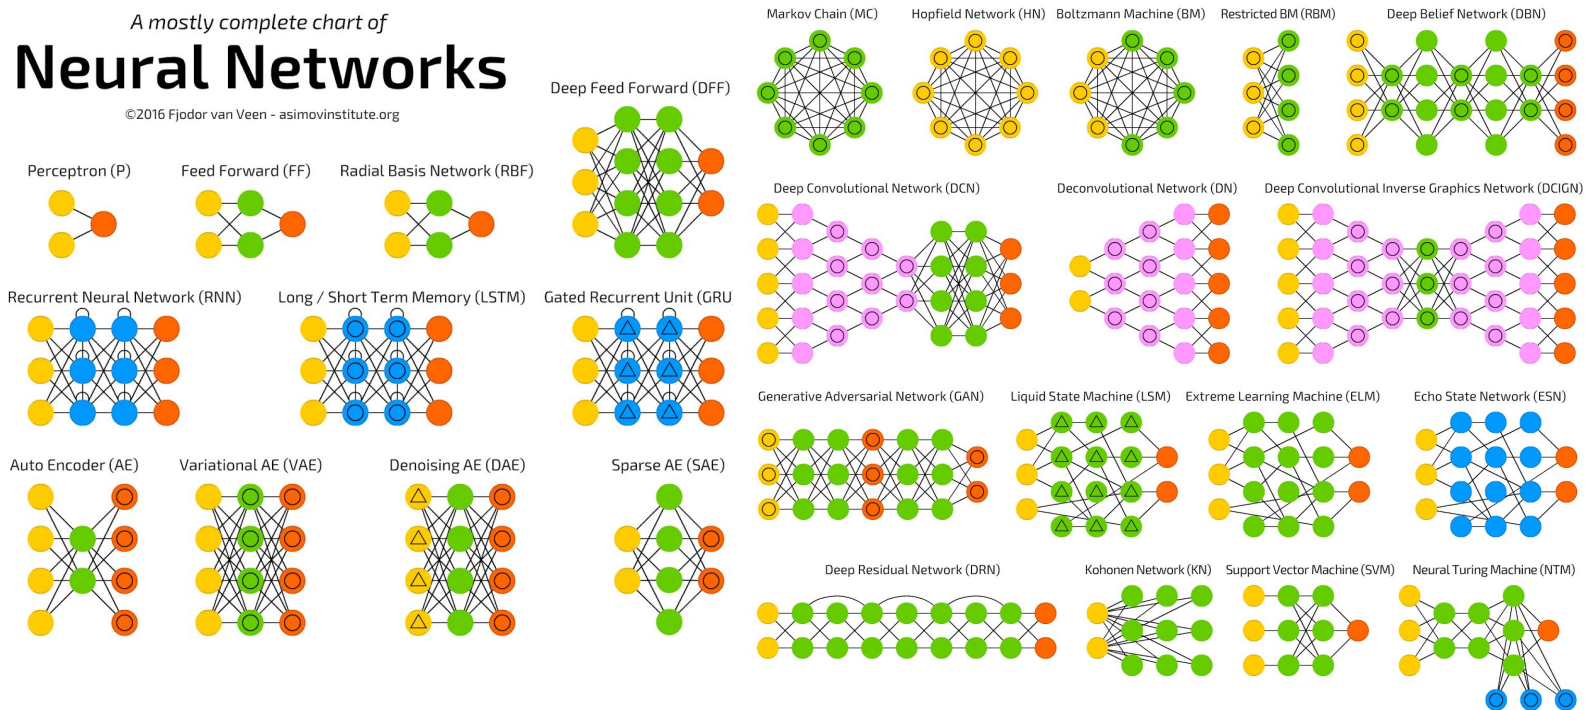 A mostly complete chart of
Neural Networks
©2016 Fjodor van Veen - asimovinstitute.org
Deep Feed Forward (DFF)
Perceptron (P)
Feed Forward (FF)
Radial Basis Network (RBF)
Recurrent Neural Network (RNN)
Long / Short Term Memory (LSTM)
Gated Recurrent Unit (GRU
Auto Encoder (AE)
Variational AE (VAE)
Denoising AE (DAE)
Sparse AE (SAE)
Markov Chain (MC)
Hopfield Network (HN)
Boltzmann Machine (BM)
Restricted BM (RBM)
Deep Belief Network (DBN)
Deep Convolutional Network (DCN)
Deconvolutional Network (DN)
Deep Convolutional Inverse Graphics Network (DCIGN)
Generative Adversarial Network (GAN)
Liquid State Machine (LSM)
Extreme Learning Machine (ELM)
Echo State Network (ESN)
Deep Residual Network (DRN)
Kohonen Network (KN)
Support Vector Machine (SVM)
Neural Turing Machine (NTM)